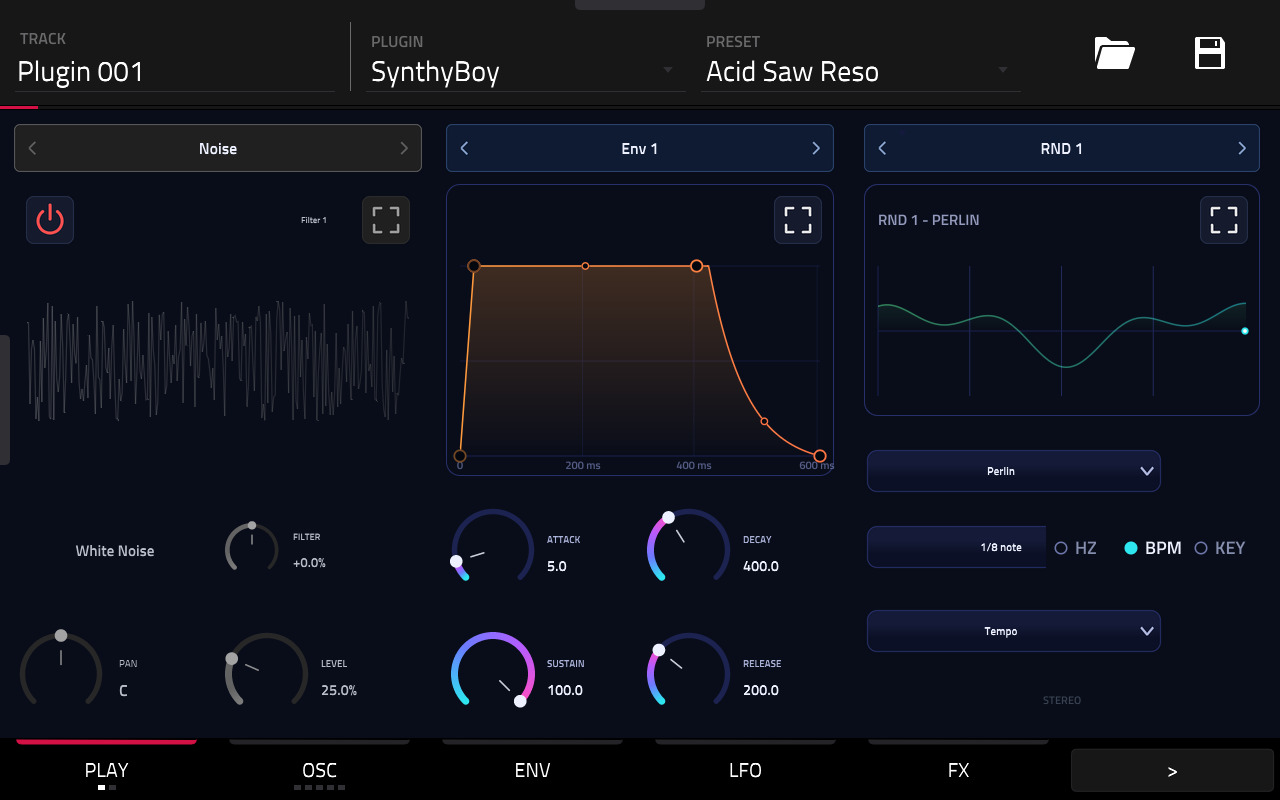 TRACK
Plugin 001
PLUGIN
SynthyBoy
PRESET
Acid Saw Reso
Noise
Env 1
RND 1
Filter 1
RND 1 - PERLIN
0
200 ms
400 ms
600 ms
Perlin
1/8 note
HZ
BPM
KEY
Tempo
STEREO
White Noise
FILTER
+0.0%
ATTACK
5.0
DECAY
400.0
PAN
C
LEVEL
25.0%
SUSTAIN
100.0
RELEASE
200.0
PLAY
OSC
ENV
LFO
FX
>